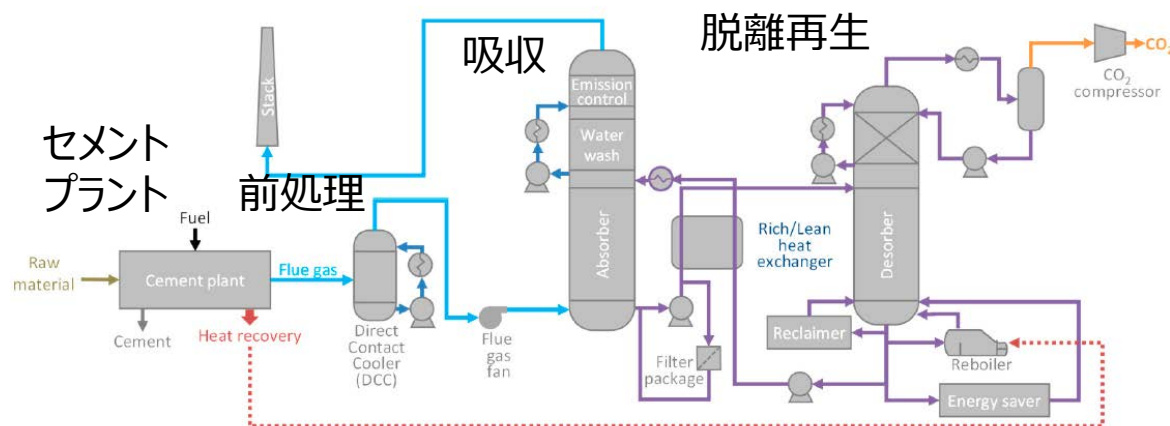 吸収
脱離再生
Stack
Emission
control
Water
wash
Absorber
CO₂
CO₂
compressor
セメント
プラント
前処理
Fuel
Raw
material
Cement plant
Flue gas
Cement
Heat recovery
Direct
Contact
Cooler
(DCC)
Flue
gas
fan
Rich/Lean
heat
exchanger
Desorber
Filter
package
Reclaimer
Reboiler
Energy saver